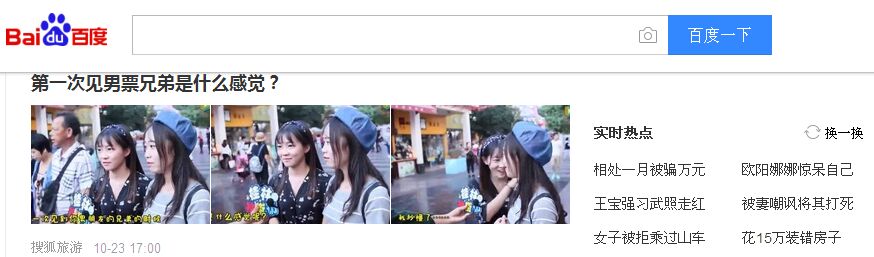 Bai du 百度
百度一下
第一次见男票兄弟是什么感觉？
搜狐旅游 10-23 17:00
实时热点 换一换
相处一月被骗万元 欧阳娜娜惊呆自己
王宝强习武照走红 被妻嘲讽将其打死
女子被拒乘过山车 花15万装错房子